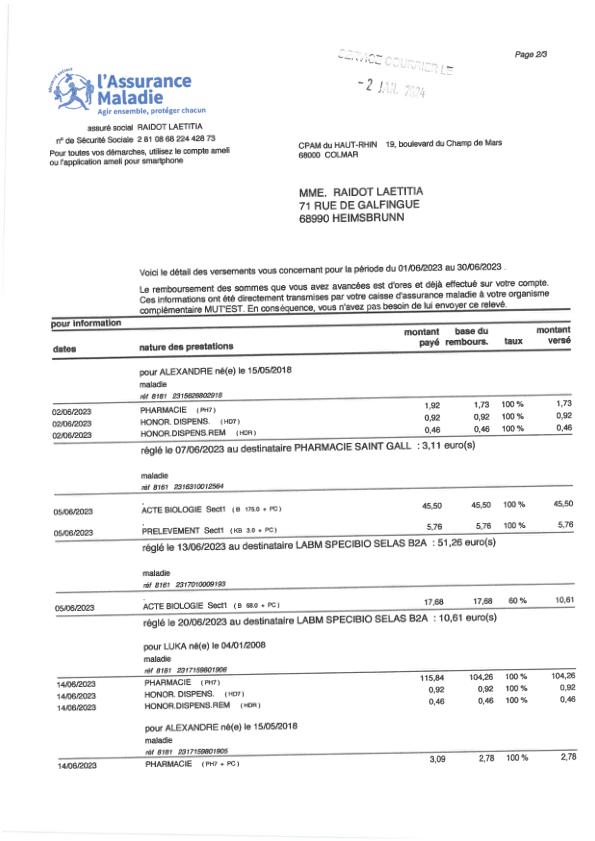 Page 2/3
SERVICE COURRIER LE
-2 JAN. 2024
l'Assurance
Maladie
Agir ensemble, protéger chacun
assuré social RAIDOT LAETITIA
n° de Sécurité Sociale 2 81 08 68 224 428 73
Pour toutes vos démarches, utilisez le compte ameli
ou l'application ameli pour smartphone
CPAM du HAUT-RHIN 19, boulevard du Champ de Mars
68000 COLMAR
MME. RAIDOT LAETITIA
71 RUE DE GALFINGUE
68990 HEIMSBRUNN
Voici le détail des versements vous concernant pour la période du 01/06/2023 au 30/06/2023 .
Le remboursement des sommes que vous avez avancées est d'ores et déjà effectué sur votre compte.
Ces informations ont été directement transmises par votre caisse d'assurance maladie à votre organisme
complémentaire MUT'EST. En conséquence, vous n'avez pas besoin de lui envoyer ce relevé.
pour information
dates nature des prestations montant payé base du rembours. taux montant versé
pour ALEXANDRE né(e) le 15/05/2018
maladie
réf 8181 2315626802916
02/06/2023 PHARMACIE (PH7) 1,92 1,73 100 % 1,73
02/06/2023 HONOR. DISPENS. (HD7) 0,92 0,92 100 % 0,92
02/06/2023 HONOR.DISPENS.REM (HDR) 0,46 0,46 100 % 0,46
réglé le 07/06/2023 au destinataire PHARMACIE SAINT GALL : 3,11 euro(s)
maladie
réf 8161 2316310012564
05/06/2023 ACTE BIOLOGIE Sect1 (B 175.0 + PC) 45,50 45,50 100 % 45,50
05/06/2023 PRELEVEMENT Sect1 (KB 3.0 + PC) 5,76 5,76 100 % 5,76
réglé le 13/06/2023 au destinataire LABM SPECIBIO SELAS B2A : 51,26 euro(s)
maladie
réf 8161 2317010009193
05/06/2023 ACTE BIOLOGIE Sect1 (B 68.0 + PC) 17,68 17,68 60 % 10,61
réglé le 20/06/2023 au destinataire LABM SPECIBIO SELAS B2A : 10,61 euro(s)
pour LUKA né(e) le 04/01/2008
maladie
réf 8181 2317159801906
14/06/2023 PHARMACIE (PH7) 115,84 104,26 100 % 104,26
14/06/2023 HONOR. DISPENS. (HD7) 0,92 0,92 100 % 0,92
14/06/2023 HONOR.DISPENS.REM (HDR) 0,46 0,46 100 % 0,46
pour ALEXANDRE né(e) le 15/05/2018
maladie
réf 8181 2317159801905
14/06/2023 PHARMACIE (PH7 + PC) 3,09 2,78 100 % 2,78